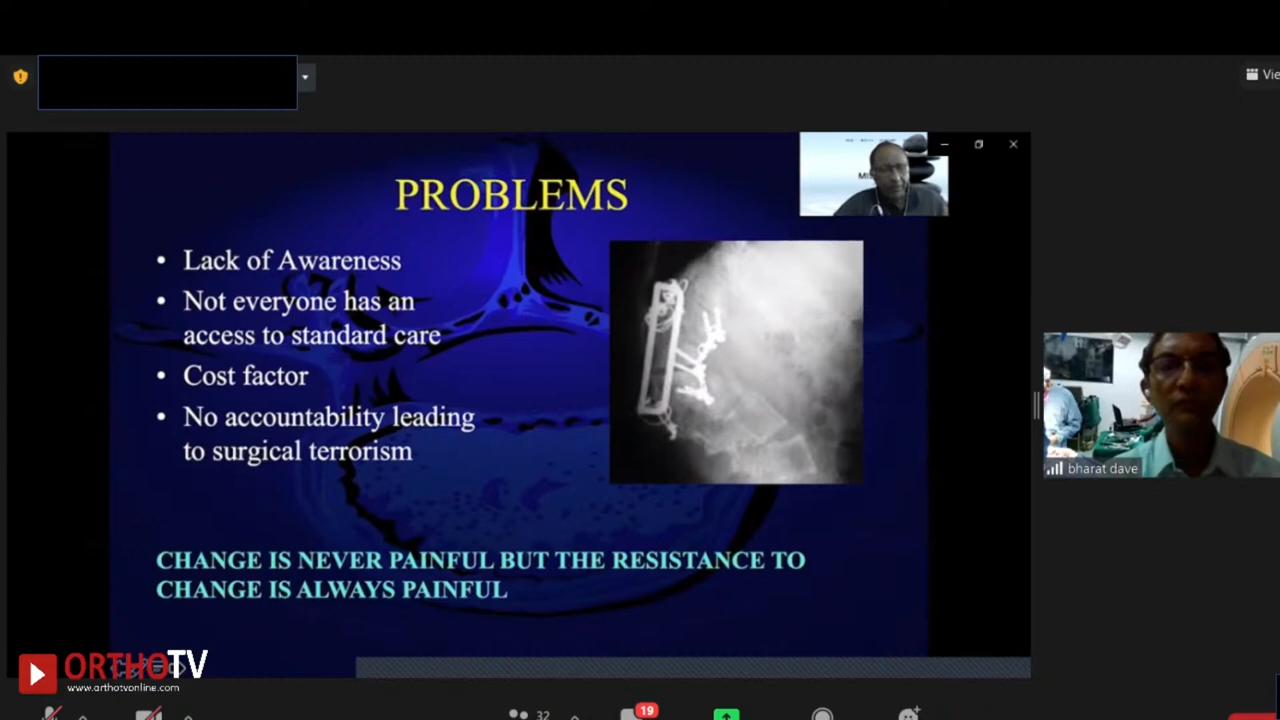 Vie
PROBLEMS
• Lack of Awareness
• Not everyone has an
access to standard care
• Cost factor
• No accountability leading
to surgical terrorism
CHANGE IS NEVER PAINFUL BUT THE RESISTANCE TO
CHANGE IS ALWAYS PAINFUL
bharat dave
ORTHOTV
www.orthotvonline.com
32
19